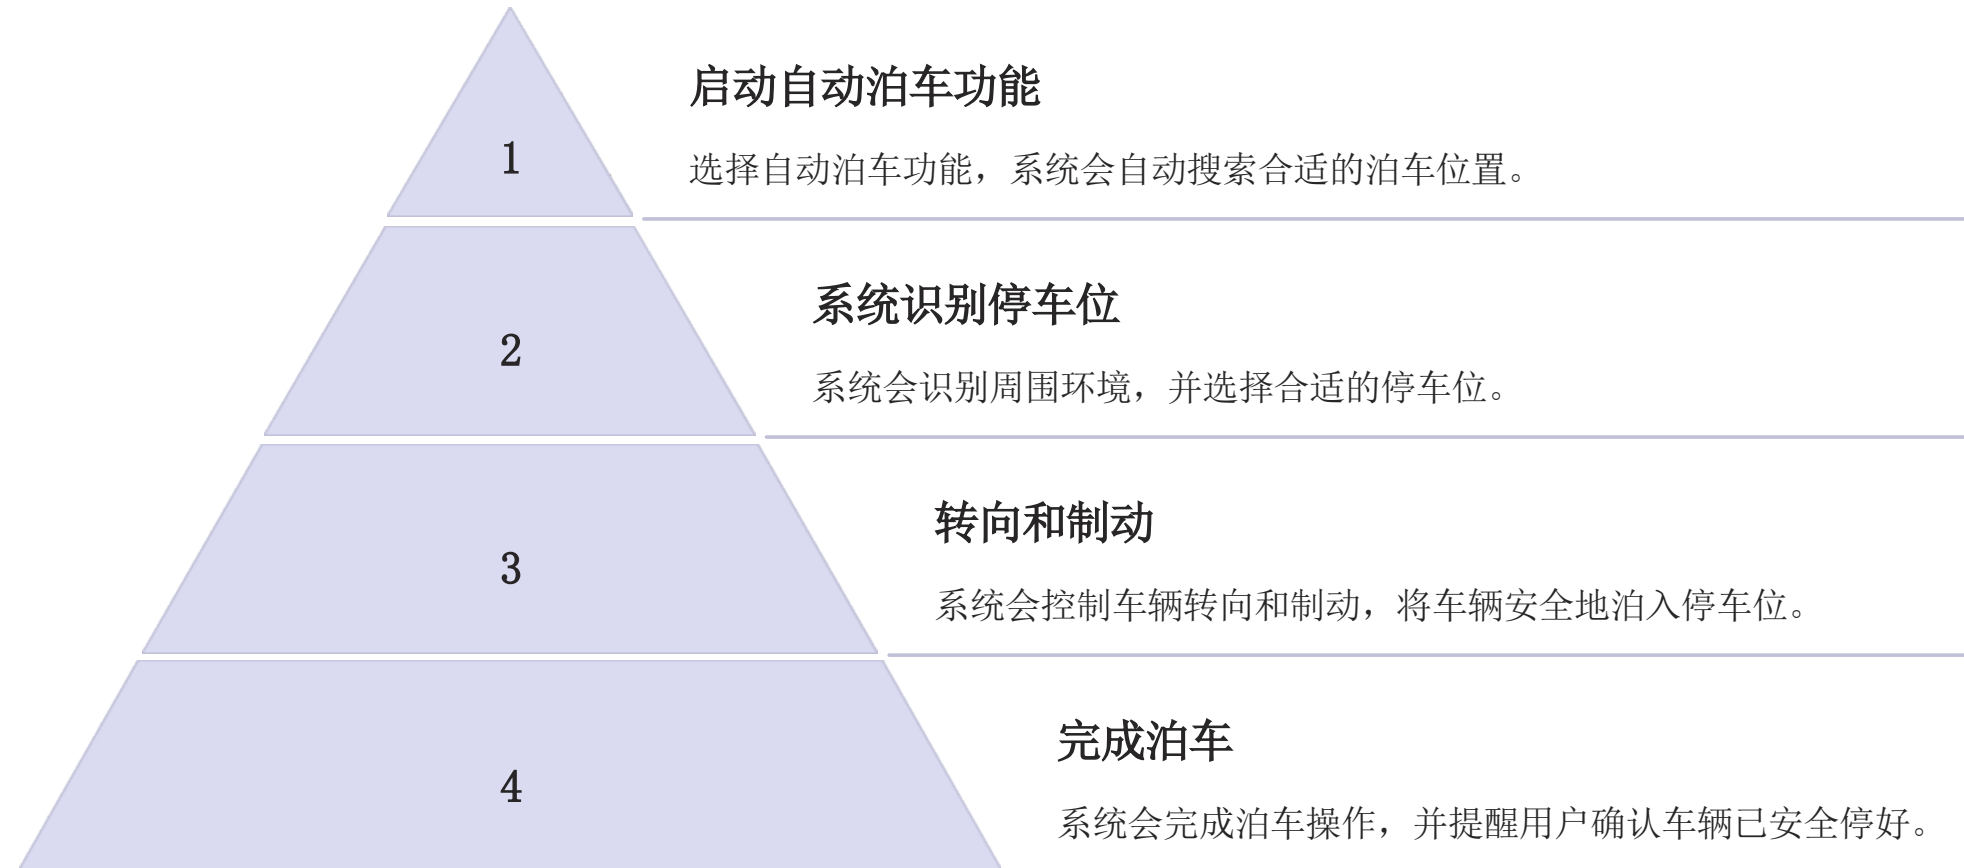 1
启动自动泊车功能
选择自动泊车功能，系统会自动搜索合适的泊车位置。
2
系统识别停车位
系统会识别周围环境，并选择合适的停车位。
3
转向和制动
系统会控制车辆转向和制动，将车辆安全地泊入停车位。
4
完成泊车
系统会完成泊车操作，并提醒用户确认车辆已安全停好。